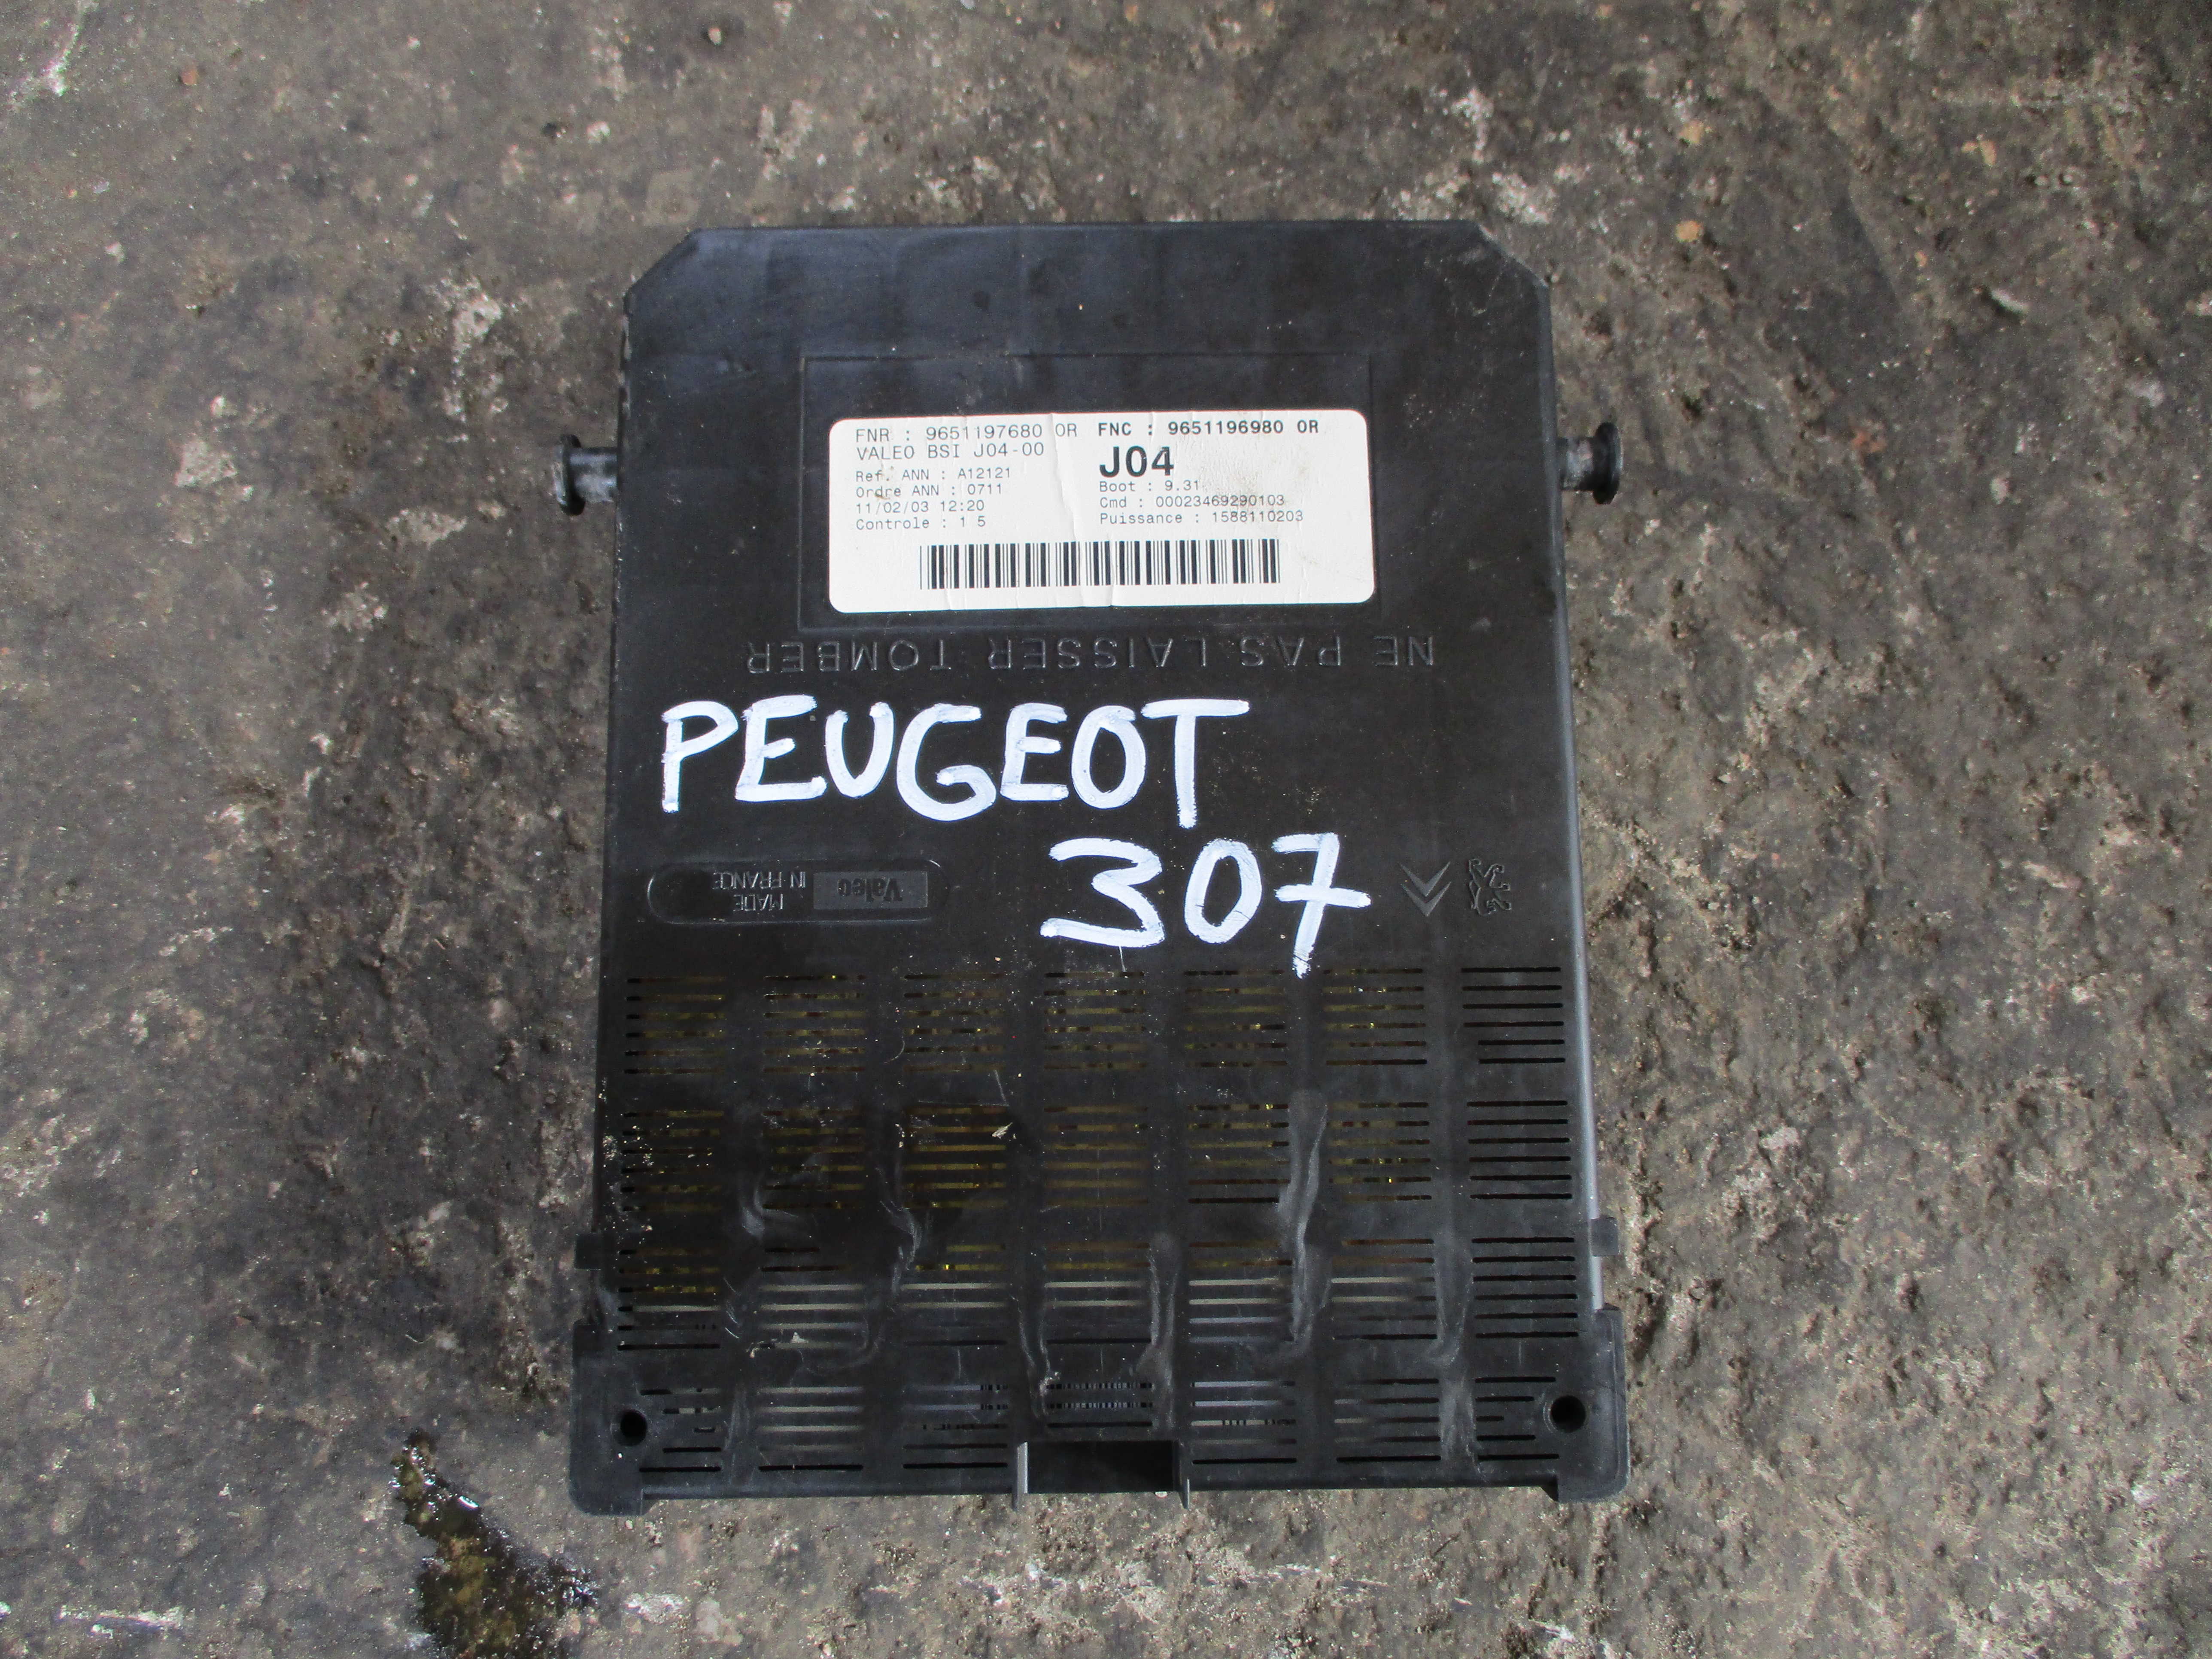 FNR : 9651197680 0R FNC : 9651196980 0R
VALEO BSI J04-00
J04
Ref. ANN : A12121
Boot : 9.31
Ordre ANN : 0711
Cmd : 00023469290103
11/02/03 12:20
Puissance : 1588110203
Controle : 1 5
NE PAS LAISSER TOMBER
PEUGEOT
307
Valeo
MADE
IN FRANCE